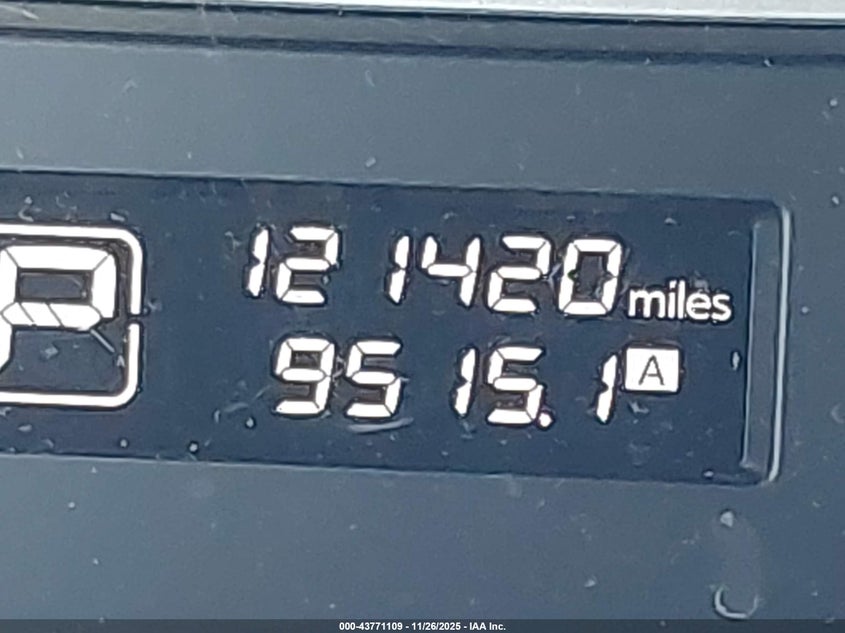 P
121420 miles
9515.1 A
000-43771109 - 11/26/2025 - IAA Inc.